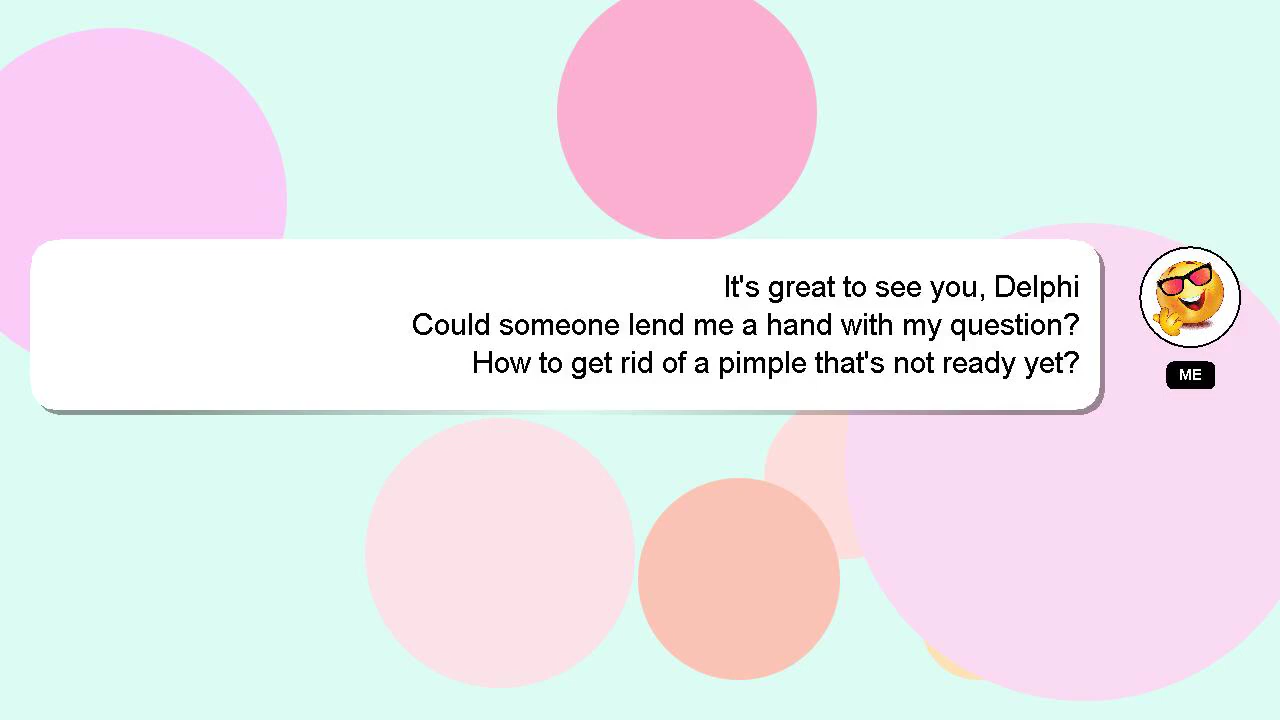 It's great to see you, Delphi
Could someone lend me a hand with my question?
How to get rid of a pimple that's not ready yet?
ME